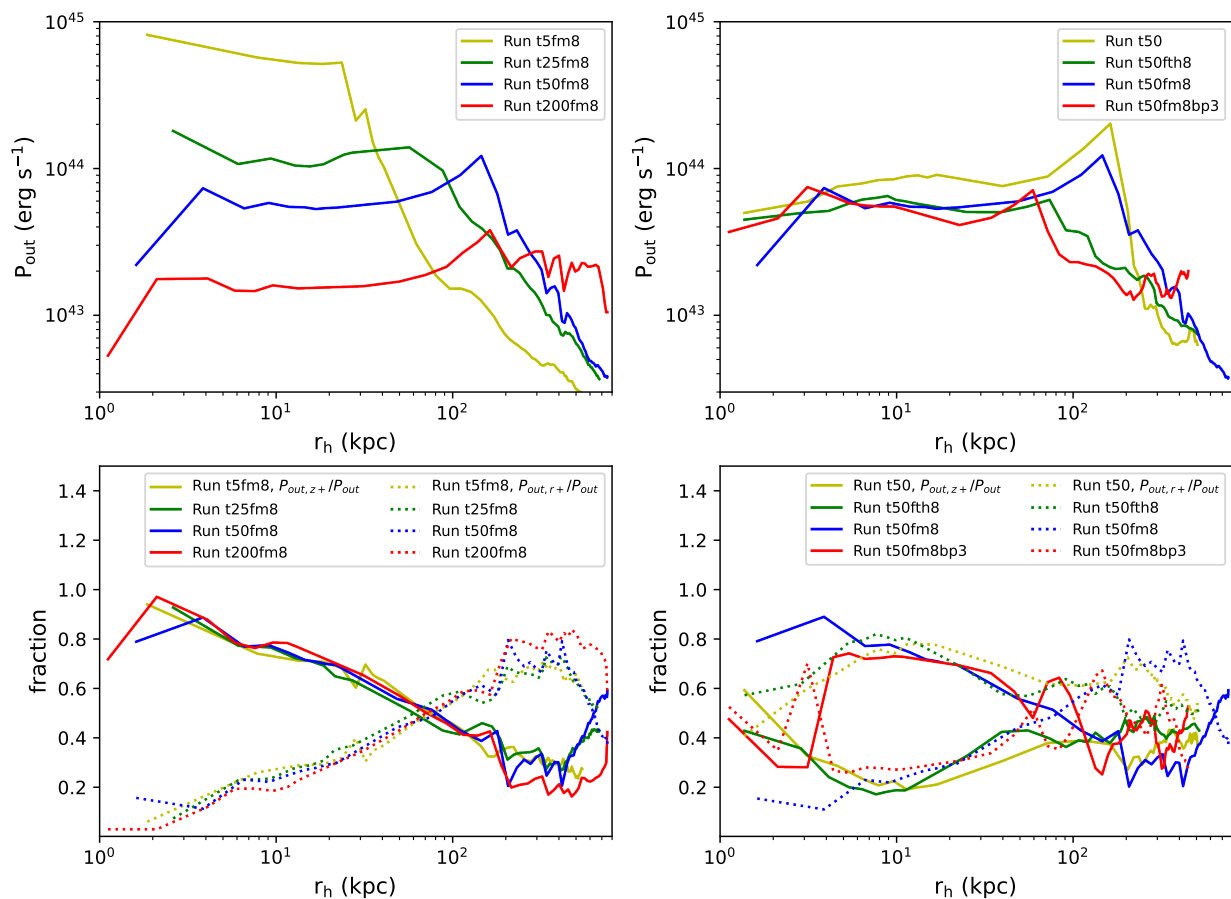 10^45
10^44
10^43
P_out (erg s^−1)
Run t5fm8
Run t25fm8
Run t50fm8
Run t200fm8
10^0 10^1 10^2
r_h (kpc)
10^45
10^44
10^43
P_out (erg s^−1)
Run t50
Run t50fth8
Run t50fm8
Run t50fm8bp3
10^0 10^1 10^2
r_h (kpc)
1.4
1.2
1.0
0.8
0.6
0.4
0.2
fraction
Run t5fm8, P_out,z+/P_out
Run t25fm8
Run t50fm8
Run t200fm8
Run t5fm8, P_out,r+/P_out
Run t25fm8
Run t50fm8
Run t200fm8
10^0 10^1 10^2
r_h (kpc)
1.4
1.2
1.0
0.8
0.6
0.4
0.2
fraction
Run t50, P_out,z+/P_out
Run t50fth8
Run t50fm8
Run t50fm8bp3
Run t50, P_out,r+/P_out
Run t50fth8
Run t50fm8
Run t50fm8bp3
10^0 10^1 10^2
r_h (kpc)